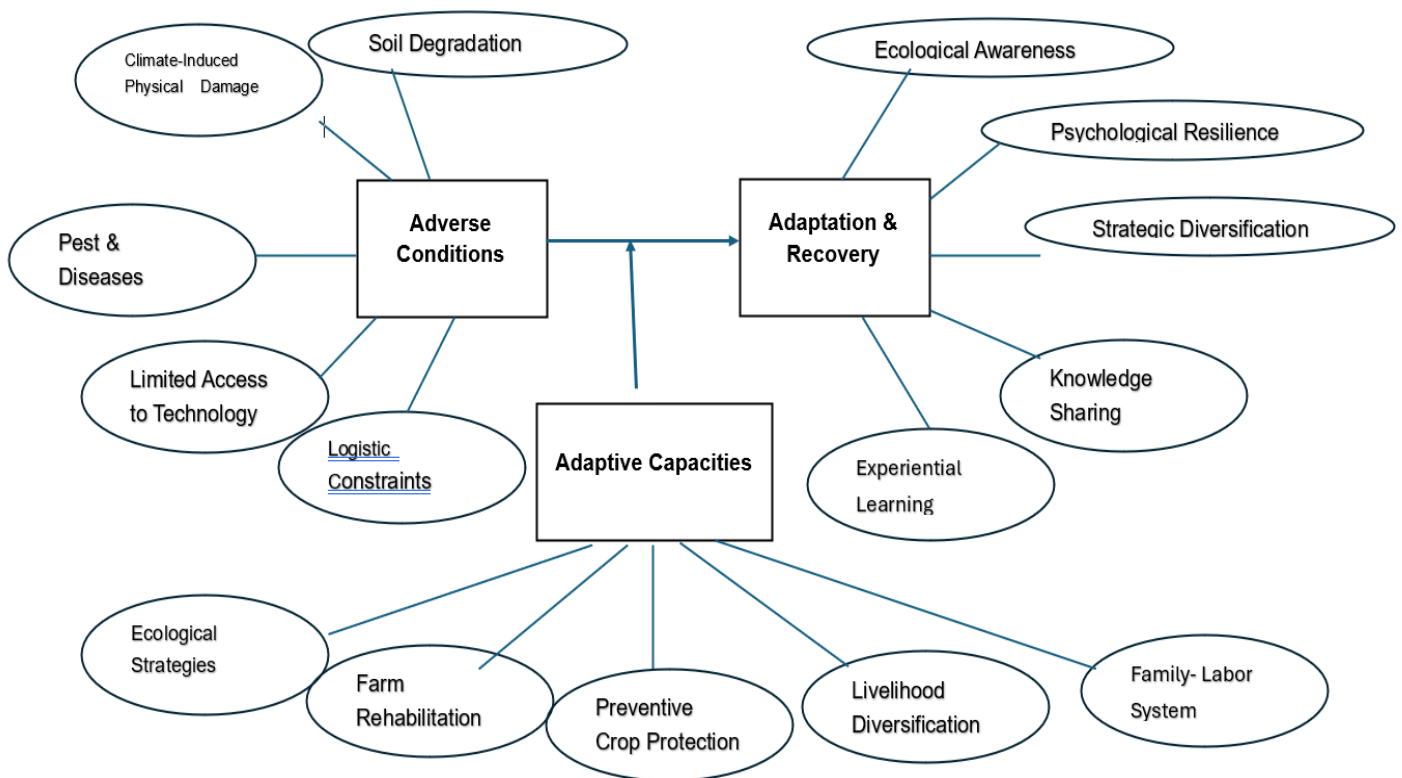 Climate-Induced
Physical Damage
Soil Degradation
Ecological Awareness
Psychological Resilience
Adverse
Conditions
Adaptation &
Recovery
Strategic Diversification
Pest &
Diseases
Limited Access
to Technology
Logistic
Constraints
Adaptive Capacities
Knowledge
Sharing
Experiential
Learning
Ecological
Strategies
Farm
Rehabilitation
Preventive
Crop Protection
Livelihood
Diversification
Family- Labor
System